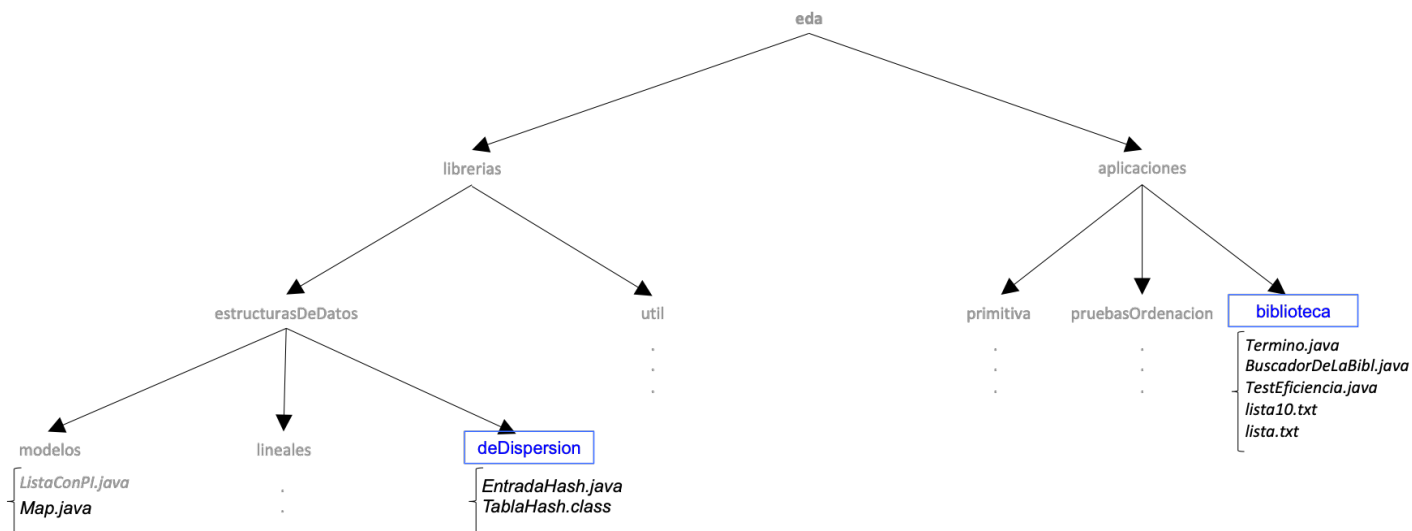 eda
librerias
aplicaciones
estructurasDeDatos
util
primitiva
pruebasOrdenacion
biblioteca
Termino.java
BuscadorDeLaBibl.java
TestEficiencia.java
lista10.txt
lista.txt
modelos
lineales
deDispersion
ListaConPI.java
Map.java
EntradaHash.java
TablaHash.class